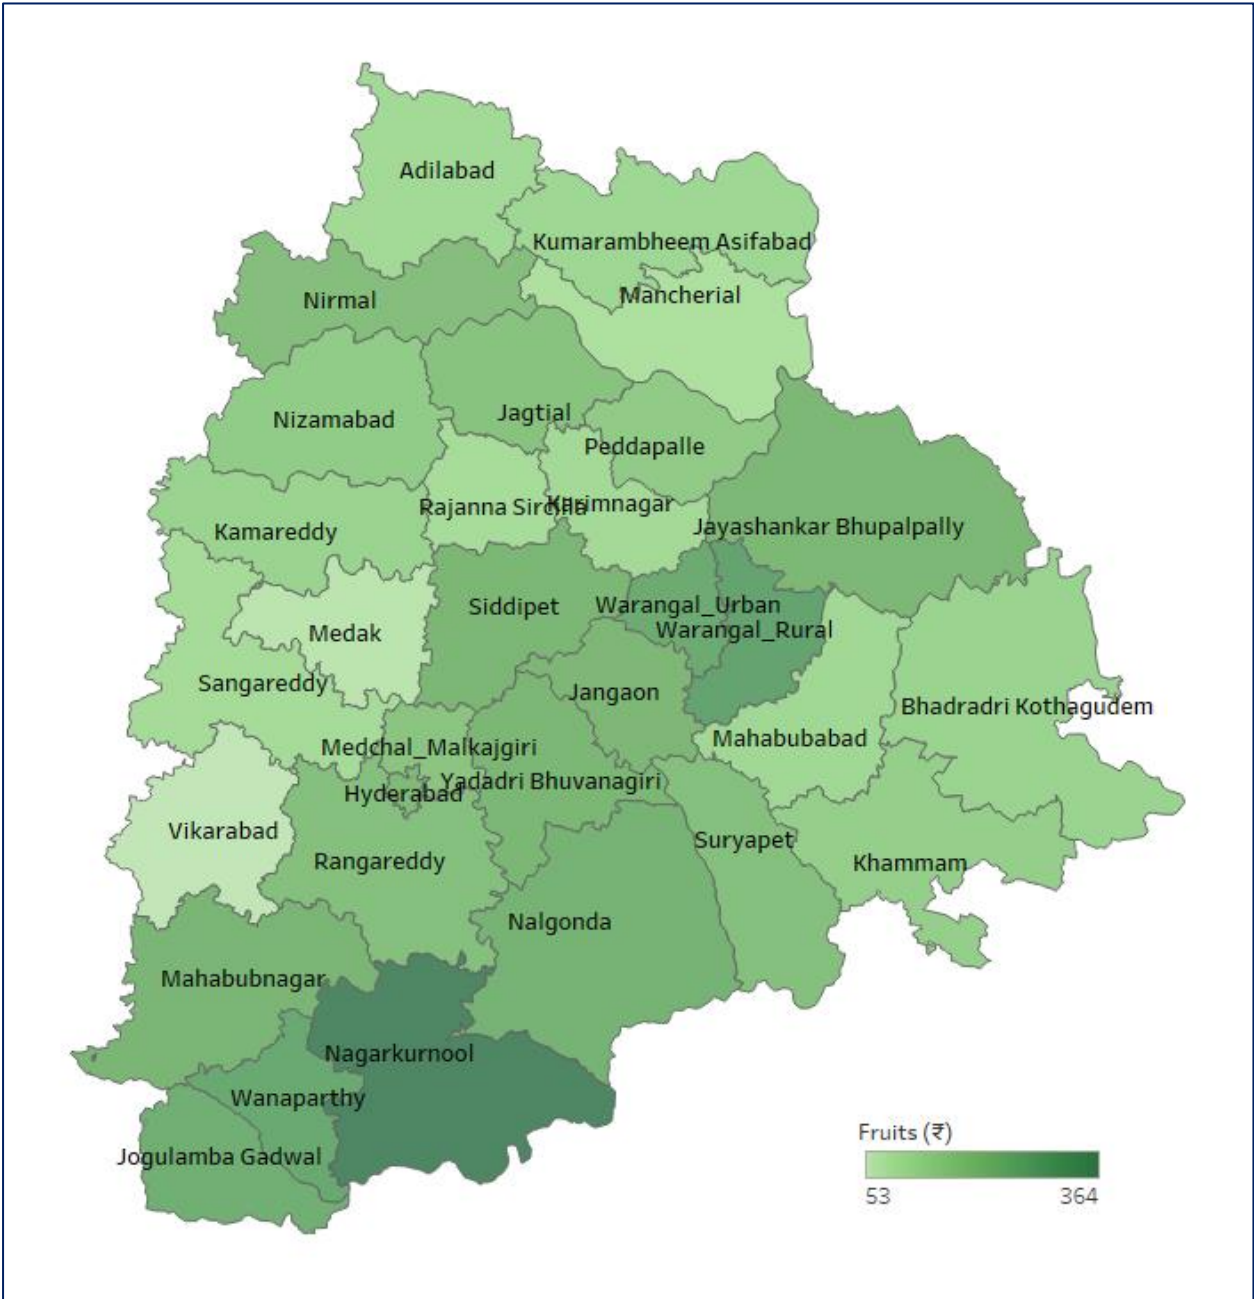 Adilabad
Kumarambheem Asifabad
Mancherial
Nirmal
Jagtial
Nizamabad
Peddapalle
Rajanna Sircilla
Karimnagar
Jayashankar Bhupalpally
Kamareddy
Siddipet
Warangal_Urban
Warangal_Rural
Medak
Sangareddy
Jangaon
Bhadradri Kothagudem
Mahabubabad
Medchal_Malkajgiri
Yadadri Bhuvanagiri
Hyderabad
Vikarabad
Rangareddy
Suryapet
Khammam
Nalgonda
Mahabubnagar
Nagarkurnool
Wanaparthy
Jogulamba Gadwal
Fruits (₹)
53 364